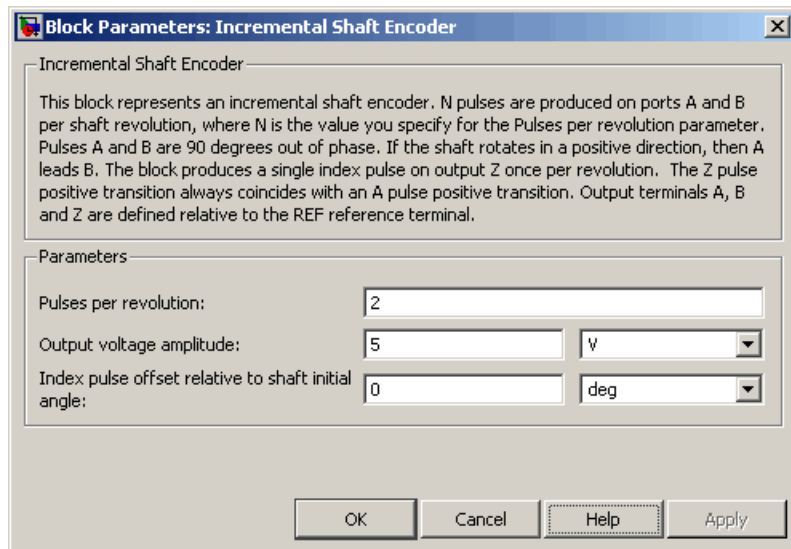 Block Parameters: Incremental Shaft Encoder
Incremental Shaft Encoder
This block represents an incremental shaft encoder. N pulses are produced on ports A and B
per shaft revolution, where N is the value you specify for the Pulses per revolution parameter.
Pulses A and B are 90 degrees out of phase. If the shaft rotates in a positive direction, then A
leads B. The block produces a single index pulse on output Z once per revolution.  The Z pulse
positive transition always coincides with an A pulse positive transition. Output terminals A, B
and Z are defined relative to the REF reference terminal.
Parameters
Pulses per revolution: 2
Output voltage amplitude: 5 V
Index pulse offset relative to shaft initial
angle: 0 deg
OK Cancel Help Apply